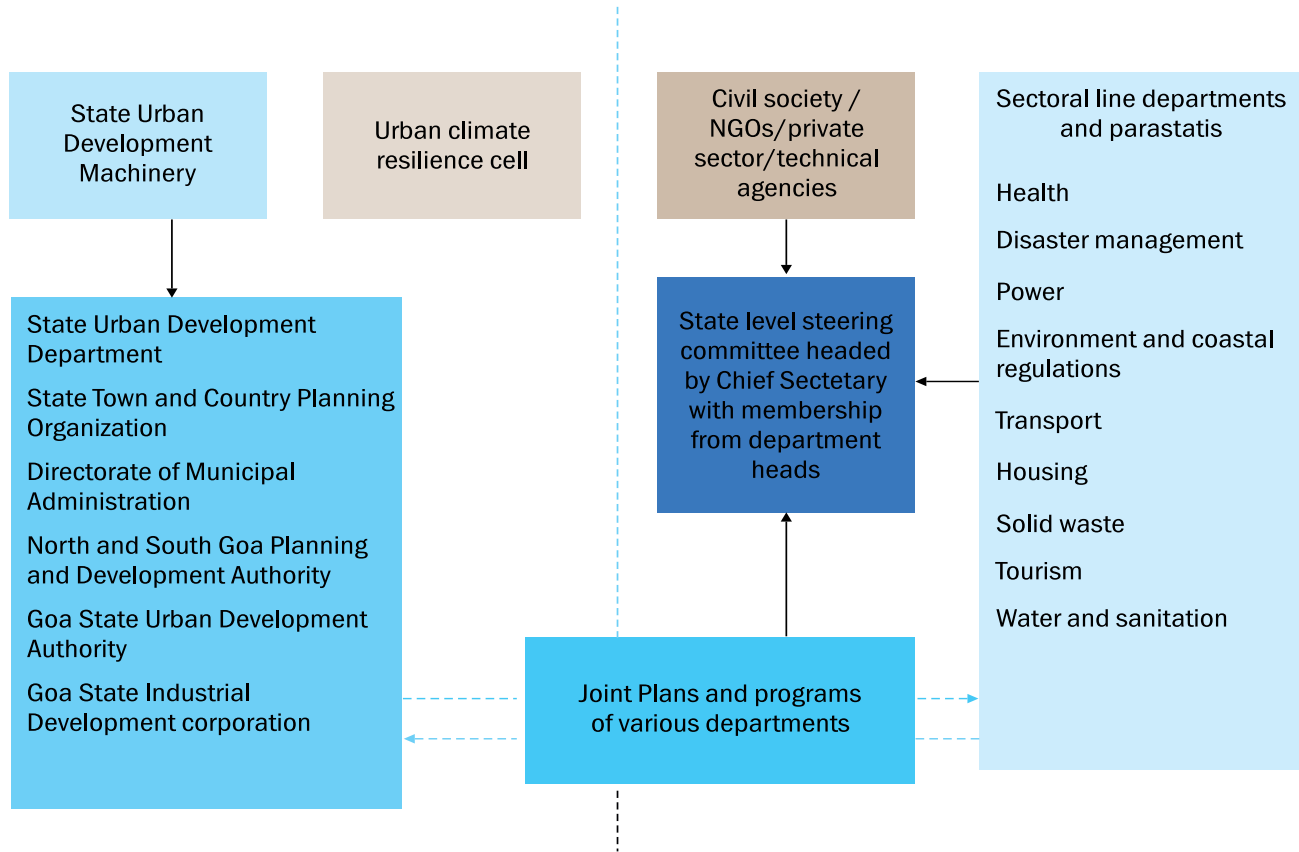 State Urban
Development
Machinery
Urban climate
resilience cell
Civil society /
NGOs/private
sector/technical
agencies
Sectoral line departments
and parastatis
Health
Disaster management
Power
Environment and coastal
regulations
Transport
Housing
Solid waste
Tourism
Water and sanitation
State Urban Development
Department
State Town and Country Planning
Organization
Directorate of Municipal
Administration
North and South Goa Planning
and Development Authority
Goa State Urban Development
Authority
Goa State Industrial
Development corporation
State level steering
committee headed
by Chief Sectetary
with membership
from department
heads
Joint Plans and programs
of various departments